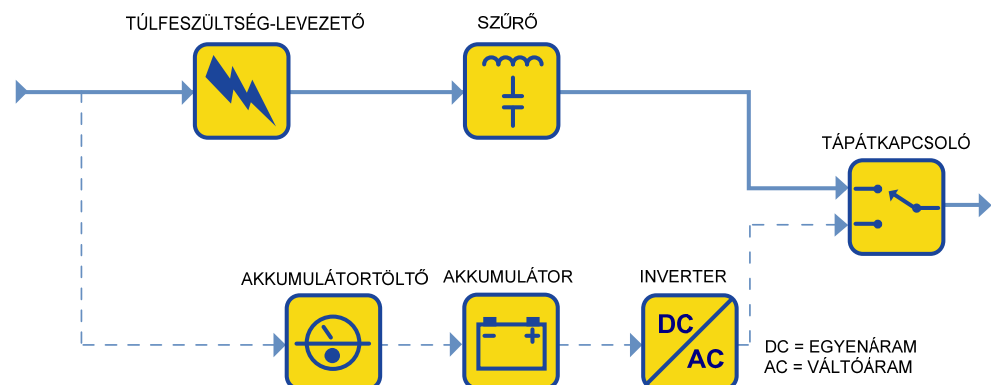 TÚLFESZÜLTSÉG-LEVEZETŐ
SZŰRŐ
TÁPÁTKAPCSOLÓ
AKKUMULÁTORTÖLTŐ
AKKUMULÁTOR
INVERTER
DC
AC
DC = EGYENÁRAM
AC = VÁLTÓÁRAM